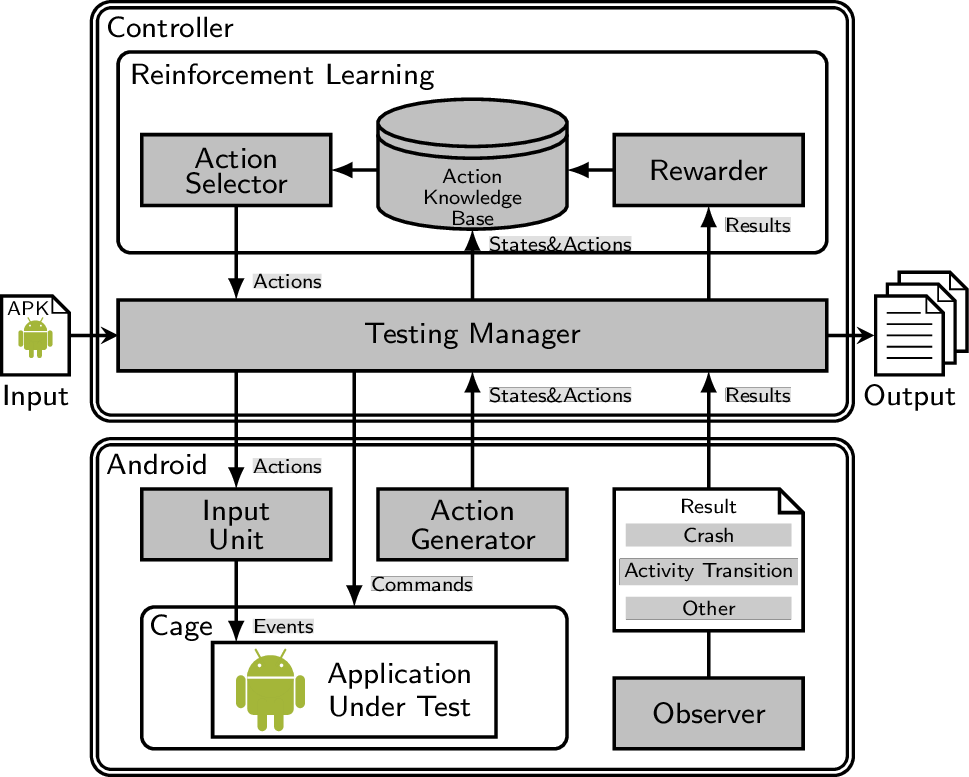 Controller
Reinforcement Learning
Action
Selector
Action
Knowledge
Base
Rewarder
States&Actions
Results
Actions
APK
Input
Testing Manager
Output
States&Actions
Results
Android
Actions
Input
Unit
Action
Generator
Result
Crash
Activity Transition
Other
Commands
Cage
Events
Application
Under Test
Observer